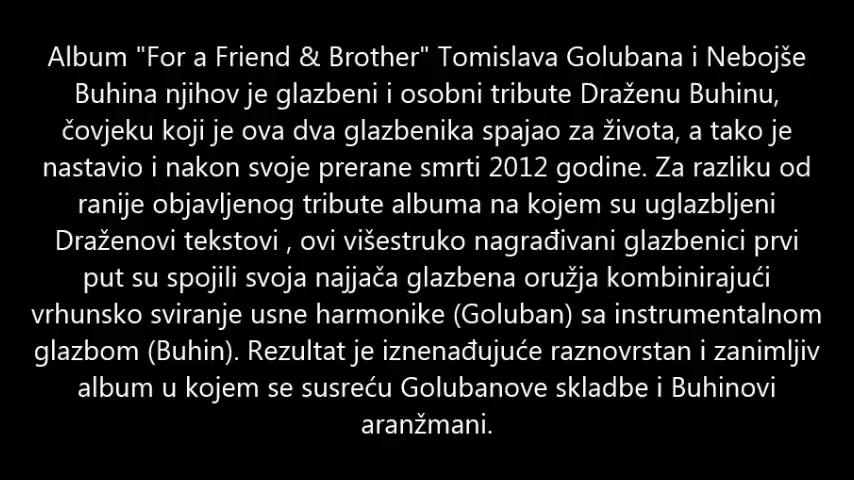 Album "For a Friend & Brother" Tomislava Golubana i Nebojše
Buhina njihov je glazbeni i osobni tribute Draženu Buhinu,
čovjeku koji je ova dva glazbenika spajao za života, a tako je
nastavio i nakon svoje prerane smrti 2012 godine. Za razliku od
ranije objavljenog tribute albuma na kojem su uglazbljeni
Draženovi tekstovi , ovi višestruko nagrađivani glazbenici prvi
put su spojili svoja najjača glazbena oružja kombinirajući
vrhunsko sviranje usne harmonike (Goluban) sa instrumentalnom
glazbom (Buhin). Rezultat je iznenađujuće raznovrstan i zanimljiv
album u kojem se susreću Golubanove skladbe i Buhinovi
aranžmani.